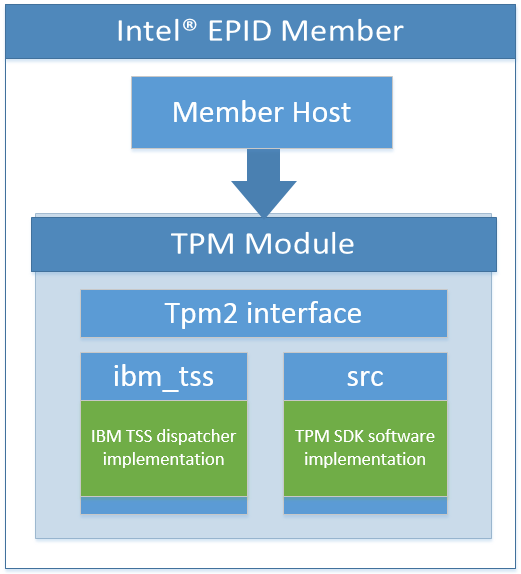 Intel® EPID Member
Member Host
TPM Module
Tpm2 interface
ibm_tss
IBM TSS dispatcher
implementation
src
TPM SDK software
implementation